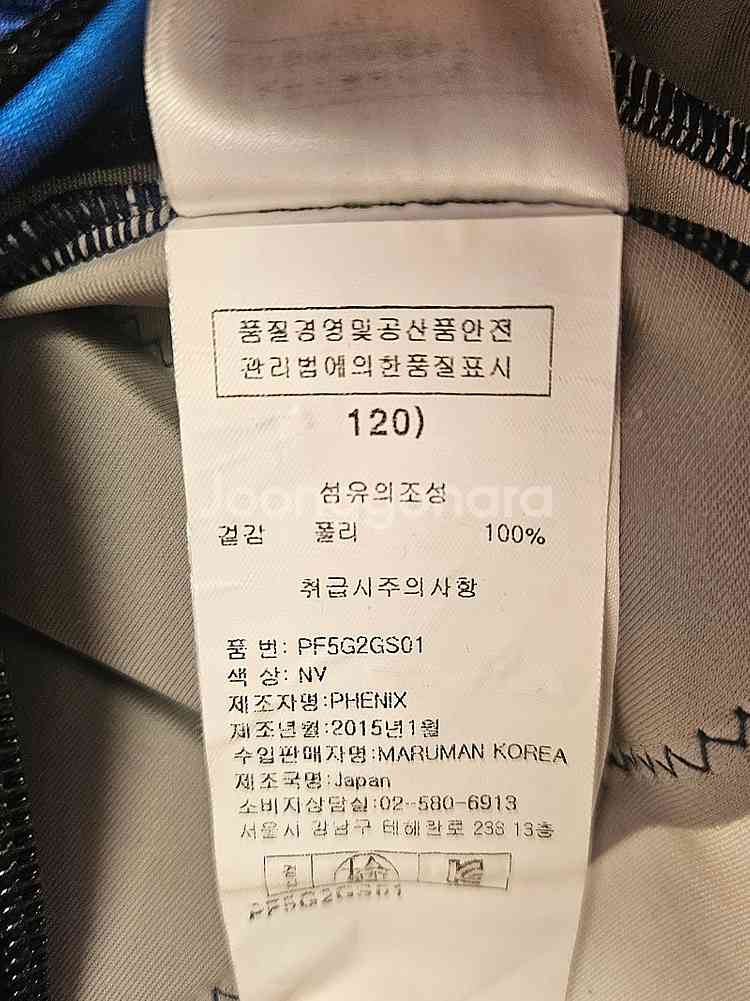 품질경영및공산품안전
관리법에의한품질표시
120)
섬유의조성
Joonggonara
겉감 폴리 100%
취급시주의사항
품 번: PF5G2GS01
색 상: NV
제조자명:PHENIX
제조년월:2015년1월
수입판매자명:MARUMAN KOREA
제조국명:Japan
소비자상담실:02-580-6913
서울시 강남구 테헤란로 236 13층
PF5G2GS01